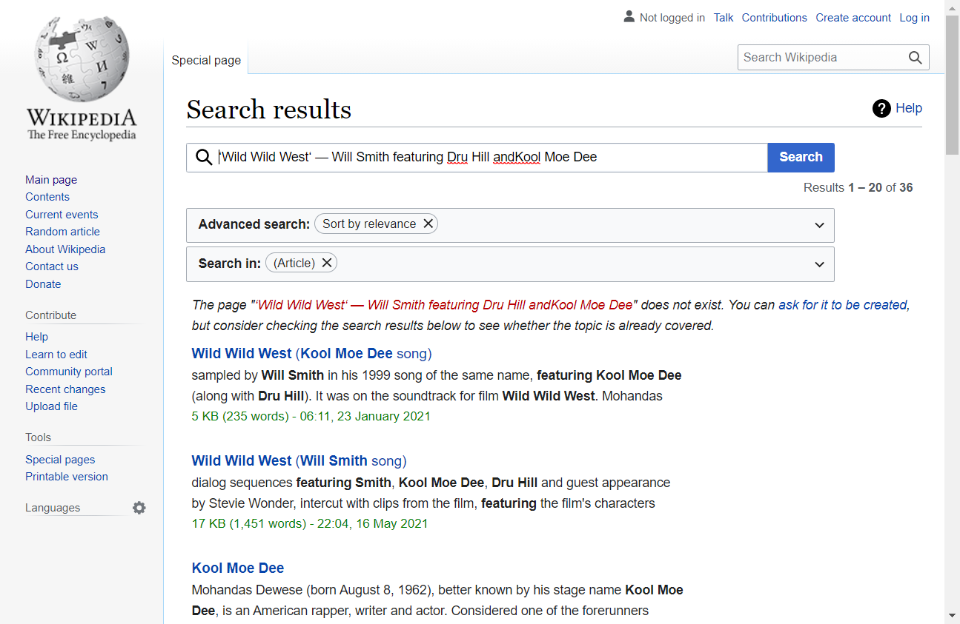 Not logged in Talk Contributions Create account Log in
Special page
Search Wikipedia
WIKIPEDIA
The Free Encyclopedia
Main page
Contents
Current events
Random article
About Wikipedia
Contact us
Donate
Contribute
Help
Learn to edit
Community portal
Recent changes
Upload file
Tools
Special pages
Printable version
Languages
Search results
Help
'Wild Wild West' — Will Smith featuring Dru Hill andKool Moe Dee
Search
Results 1 – 20 of 36
Advanced search: Sort by relevance
Search in: (Article)
The page "'Wild Wild West' — Will Smith featuring Dru Hill andKool Moe Dee" does not exist. You can ask for it to be created,
but consider checking the search results below to see whether the topic is already covered.
Wild Wild West (Kool Moe Dee song)
sampled by Will Smith in his 1999 song of the same name, featuring Kool Moe Dee
(along with Dru Hill). It was on the soundtrack for film Wild Wild West. Mohandas
5 KB (235 words) - 06:11, 23 January 2021
Wild Wild West (Will Smith song)
dialog sequences featuring Smith, Kool Moe Dee, Dru Hill and guest appearance
by Stevie Wonder, intercut with clips from the film, featuring the film's characters
17 KB (1,451 words) - 22:04, 16 May 2021
Kool Moe Dee
Mohandas Dewese (born August 8, 1962), better known by his stage name Kool Moe
Dee, is an American rapper, writer and actor. Considered one of the forerunners